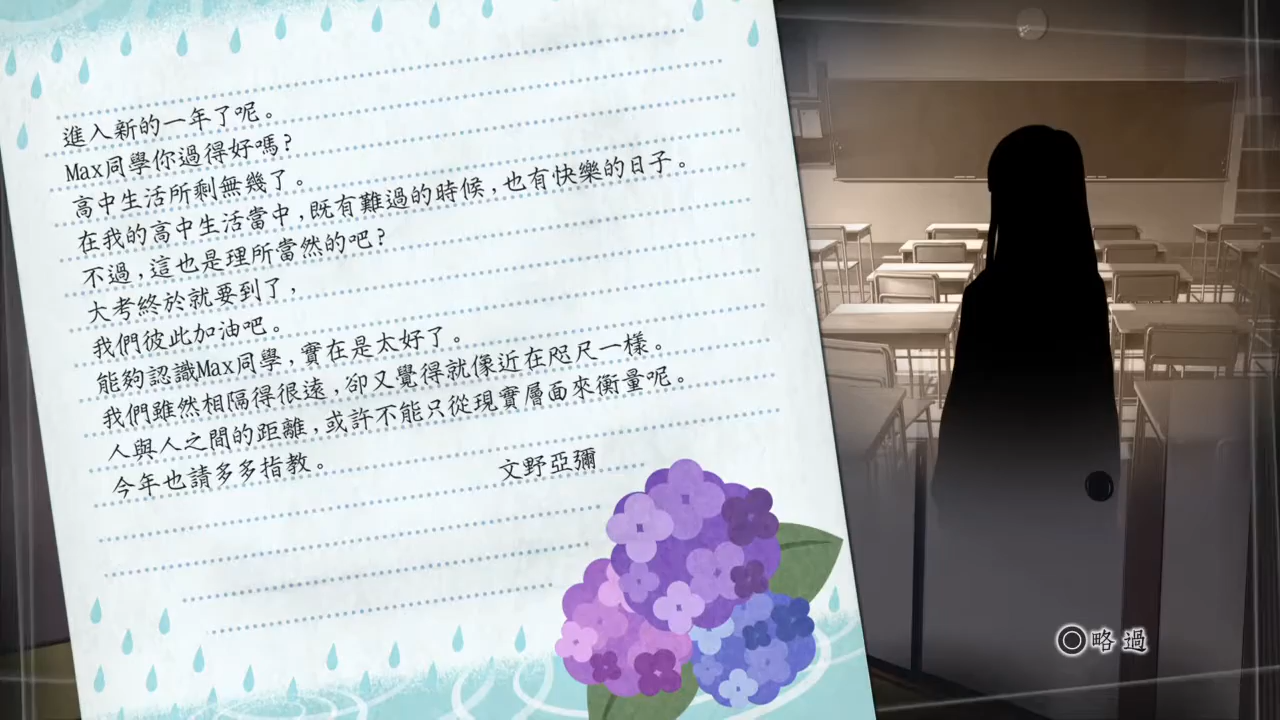 進入新的一年了呢。
Max同學你過得好嗎?
高中生活所剩無幾了。
在我的高中生活當中,既有難過的時候,也有快樂的日子。
不過,這也是理所當然的吧?
大考終於就要到了,
我們彼此加油吧。
能夠認識Max同學,實在是太好了。
我們雖然相隔得很遠,卻又覺得就像近在咫尺一樣。
人與人之間的距離,或許不能只從現實層面來衡量呢。
今年也請多多指教。
文野亞彌
略過